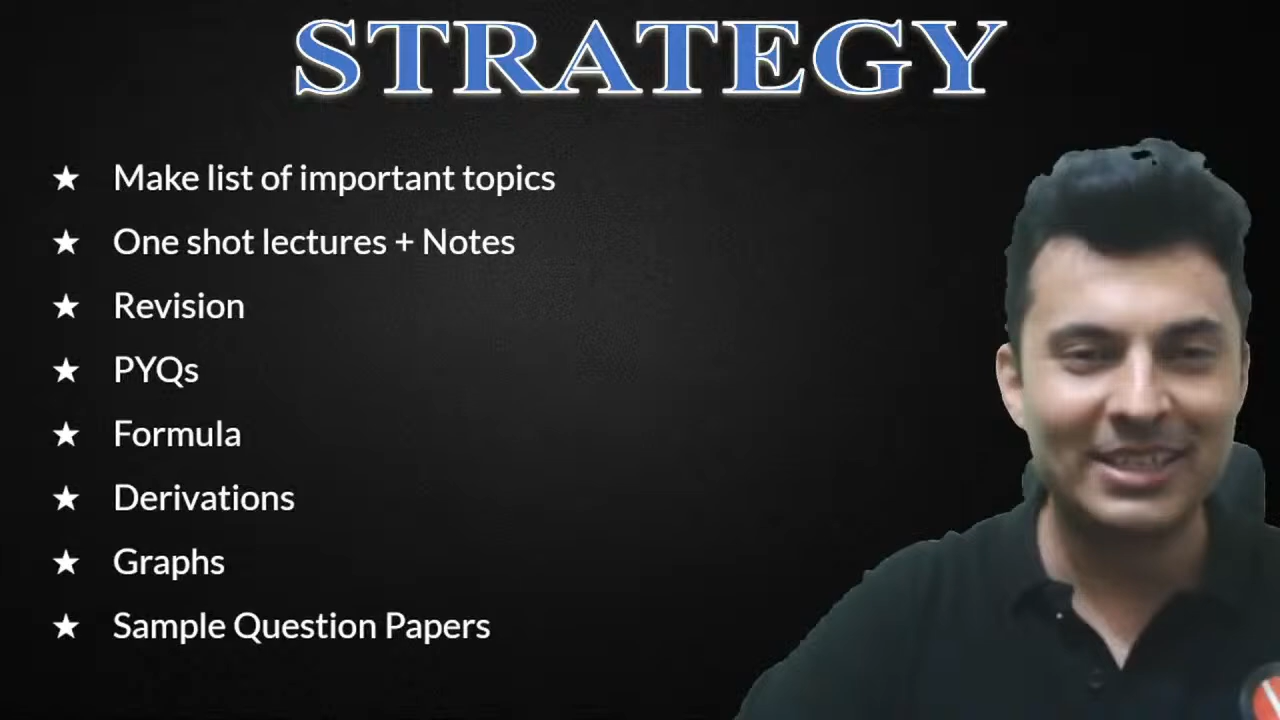 STRATEGY
★ Make list of important topics
★ One shot lectures + Notes
★ Revision
★ PYQs
★ Formula
★ Derivations
★ Graphs
★ Sample Question Papers